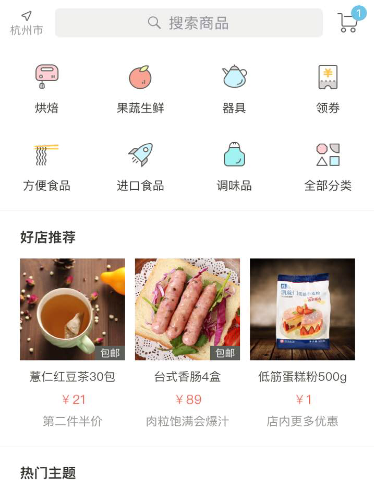 搜索商品
1
杭州市
烘焙
果蔬生鲜
器具
领券
方便食品
进口食品
调味品
全部分类
好店推荐
包邮
包邮
薏仁红豆茶30包
台式香肠4盒
低筋蛋糕粉500g
￥21
￥89
￥1
第二件半价
肉粒饱满会爆汁
店内更多优惠
热门主题